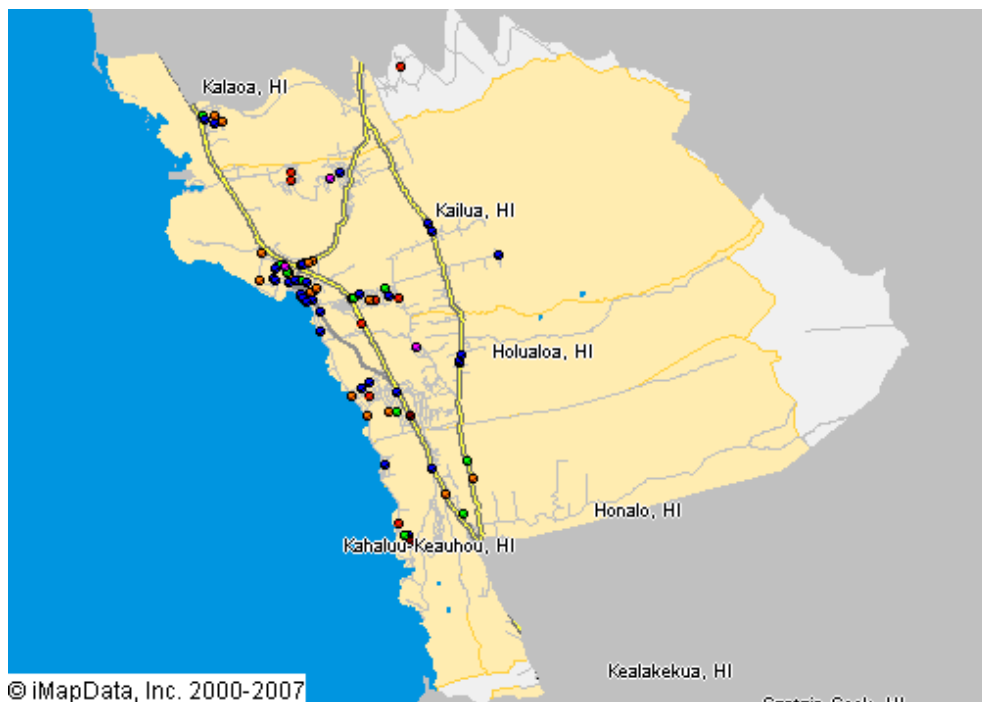 Kalaoa, HI
Kailua, HI
Holualoa, HI
Honalo, HI
Kahaluu-Keauhou, HI
Kealakekua, HI
© iMapData, Inc. 2000-2007